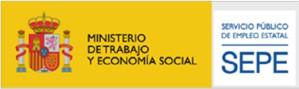 MINISTERIO
DE TRABAJO
Y ECONOMÍA SOCIAL
SERVICIO PÚBLICO
DE EMPLEO ESTATAL
SEPE